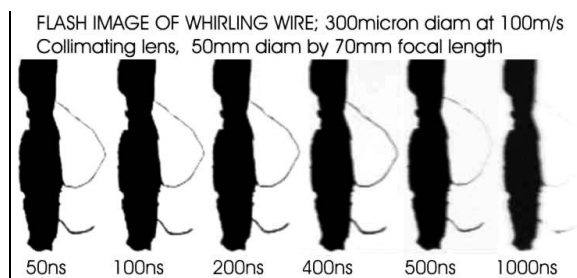 FLASH IMAGE OF WHIRLING WIRE; 300micron diam at 100m/s
Collimating lens, 50mm diam by 70mm focal length
50ns 100ns 200ns 400ns 500ns 1000ns